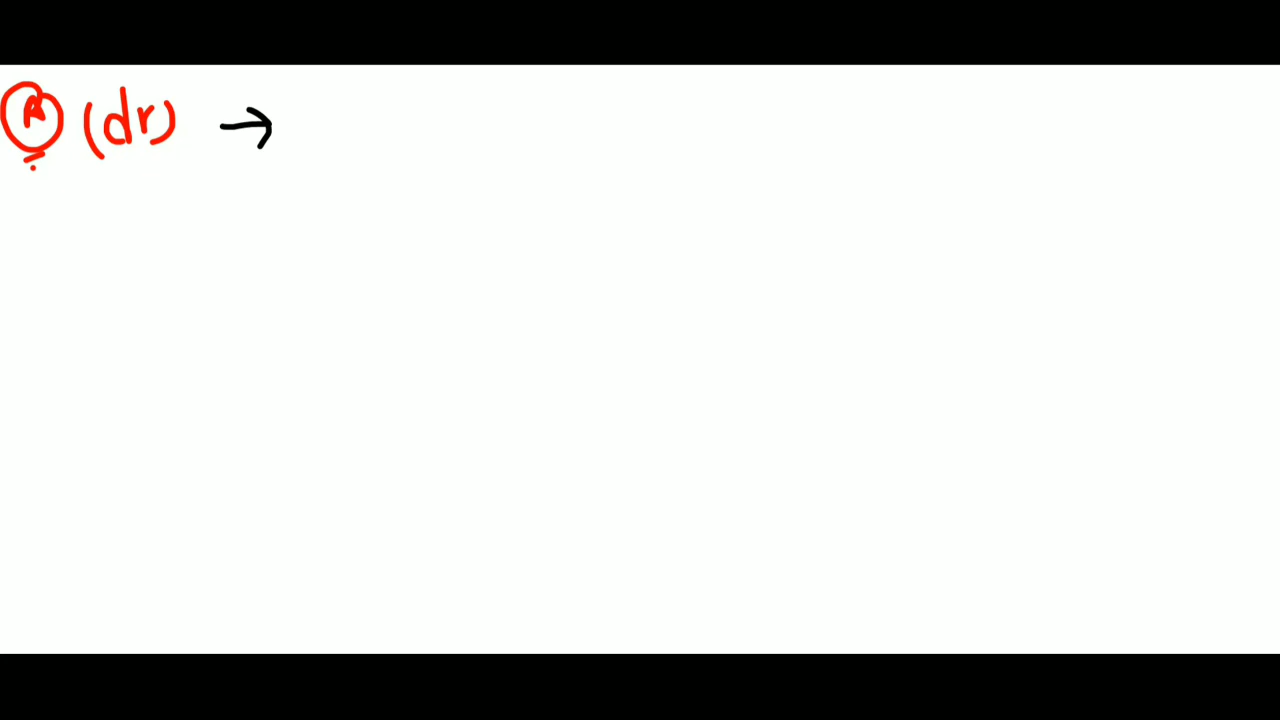 (dr) →